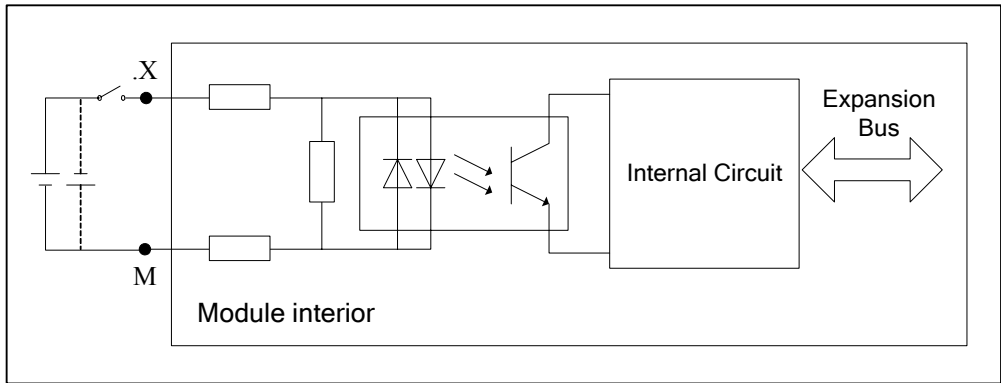 .X
Expansion
Bus
Internal Circuit
M
Module interior